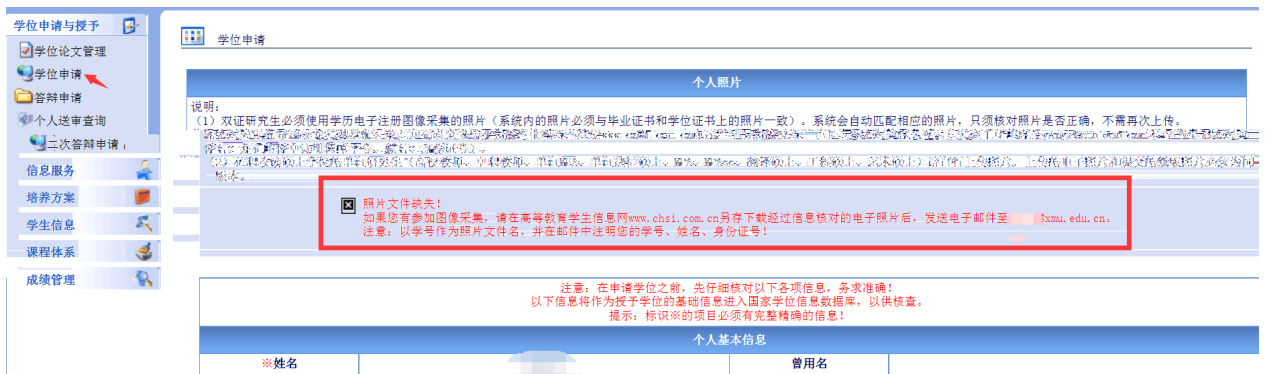 学位申请与授予
学位论文管理
学位申请
答辩申请
个人送审查询
二次答辩申请
信息服务
培养方案
学生信息
课程体系
成绩管理
学位申请
个人照片
说明:
(1) 双证研究生必须使用学历电子注册图像采集的照片(系统内的照片必须与毕业证书和学位证书上的照片一致)。系统会自动匹配相应的照片,只须核对照片是否正确,不需再次上传。
照片文件缺失!
如果您有参加图像采集,请在高等教育学生信息网www.chsi.com.cn另存下载经过信息核对的电子照片后,发送电子邮件至 xmu.edu.cn。
注意:以学号作为照片文件名,并在邮件中注明您的学号、姓名、身份证号!
注意:在申请学位之前,先仔细核对以下各项信息,务求准确!
以下信息将作为授予学位的基础信息进入国家学位信息数据库,以供核查。
提示:标识※的项目必须有完整精确的信息!
个人基本信息
※姓名
曾用名